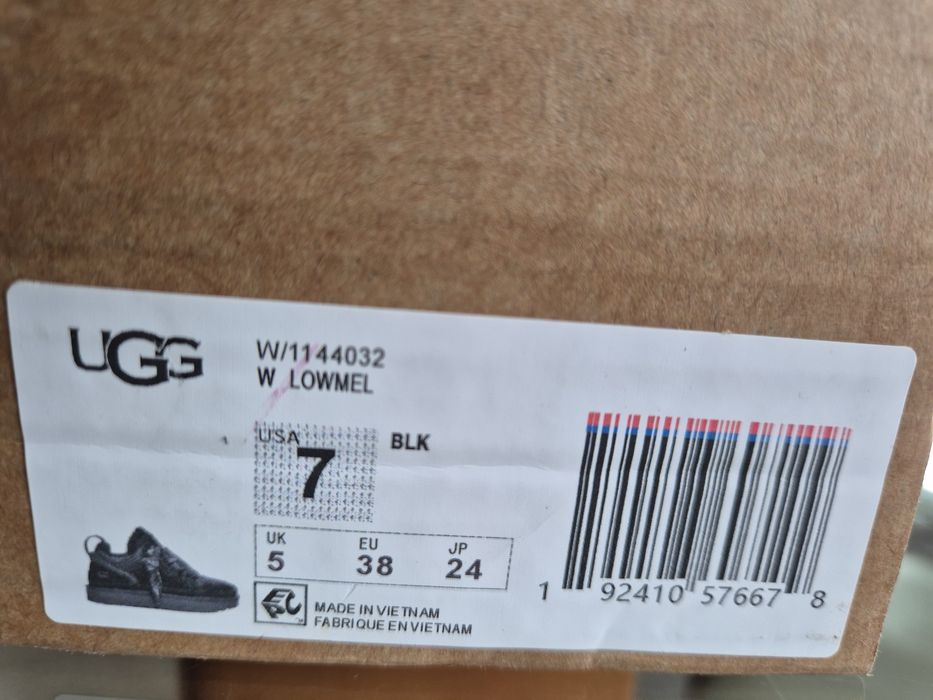 UGG
W/1144032
W LOWMEL
USA
7
BLK
UK EU JP
5 38 24
MADE IN VIETNAM
FABRIQUE EN VIETNAM
1 92410 57667 8